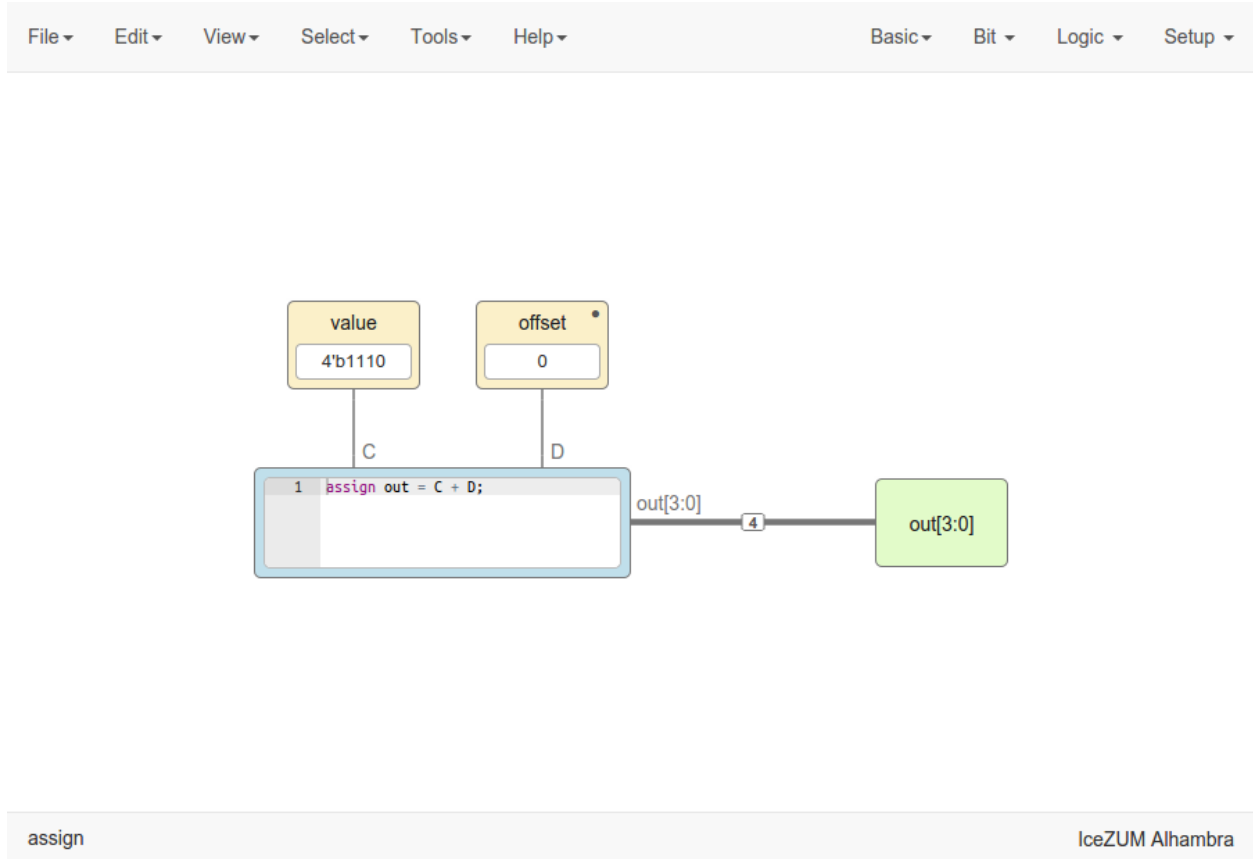 File Edit View Select Tools Help Basic Bit Logic Setup
value offset
4'b1110 0
C D
1 assign out = C + D;
out[3:0]
4 out[3:0]
assign IceZUM Alhambra